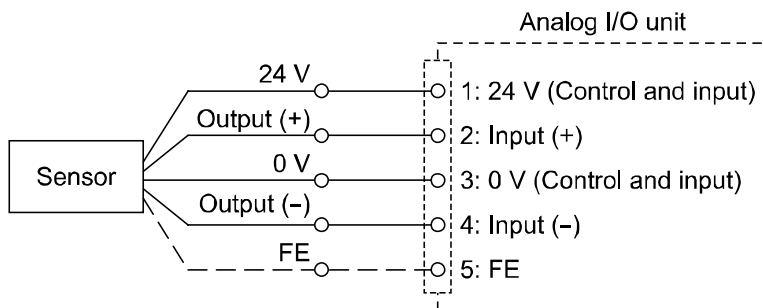 Analog I/O unit
24 V
1: 24 V (Control and input)
Output (+)
2: Input (+)
0 V
3: 0 V (Control and input)
Sensor
Output (−)
4: Input (−)
FE
5: FE